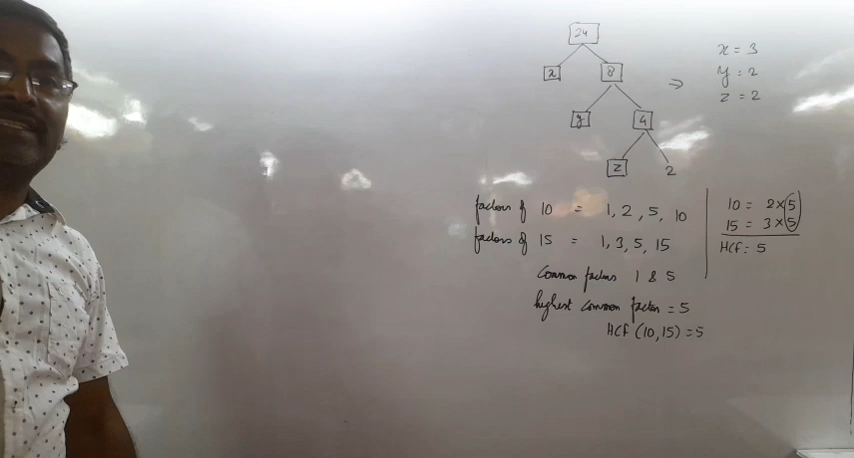 24
x 8
y 4
z 2
⇒
x = 3
y = 2
z = 2
factors of 10 = 1, 2, 5, 10
factors of 15 = 1, 3, 5, 15
Common factors 1 & 5
highest common factor = 5
HCF (10, 15) = 5
10 = 2 × 5
15 = 3 × 5
HCF = 5